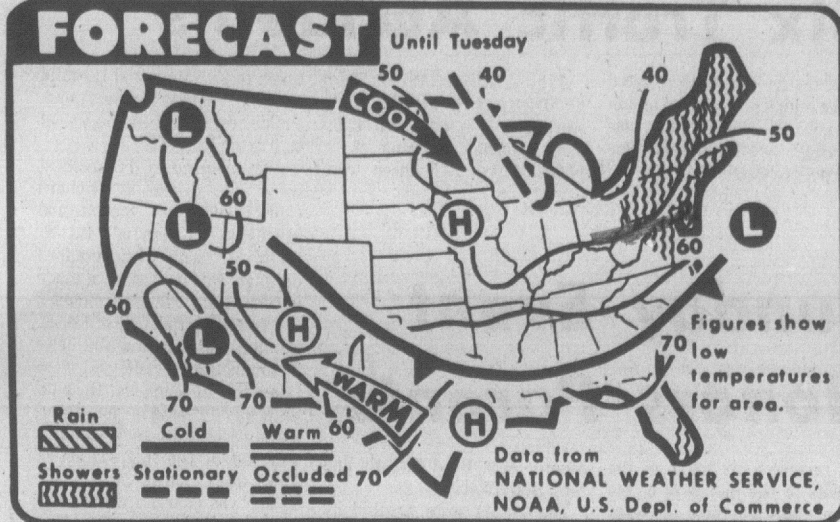 FORECAST
Until Tuesday
50
40
40
COOL
50
L
60
L
H
L
60
50
60
H
L
70
Figures show
low
temperatures
for area.
WARM
70
70
60
H
Rain
Cold
Warm
Showers
Stationary
Occluded
70
Data from
NATIONAL WEATHER SERVICE,
NOAA, U.S. Dept. of Commerce